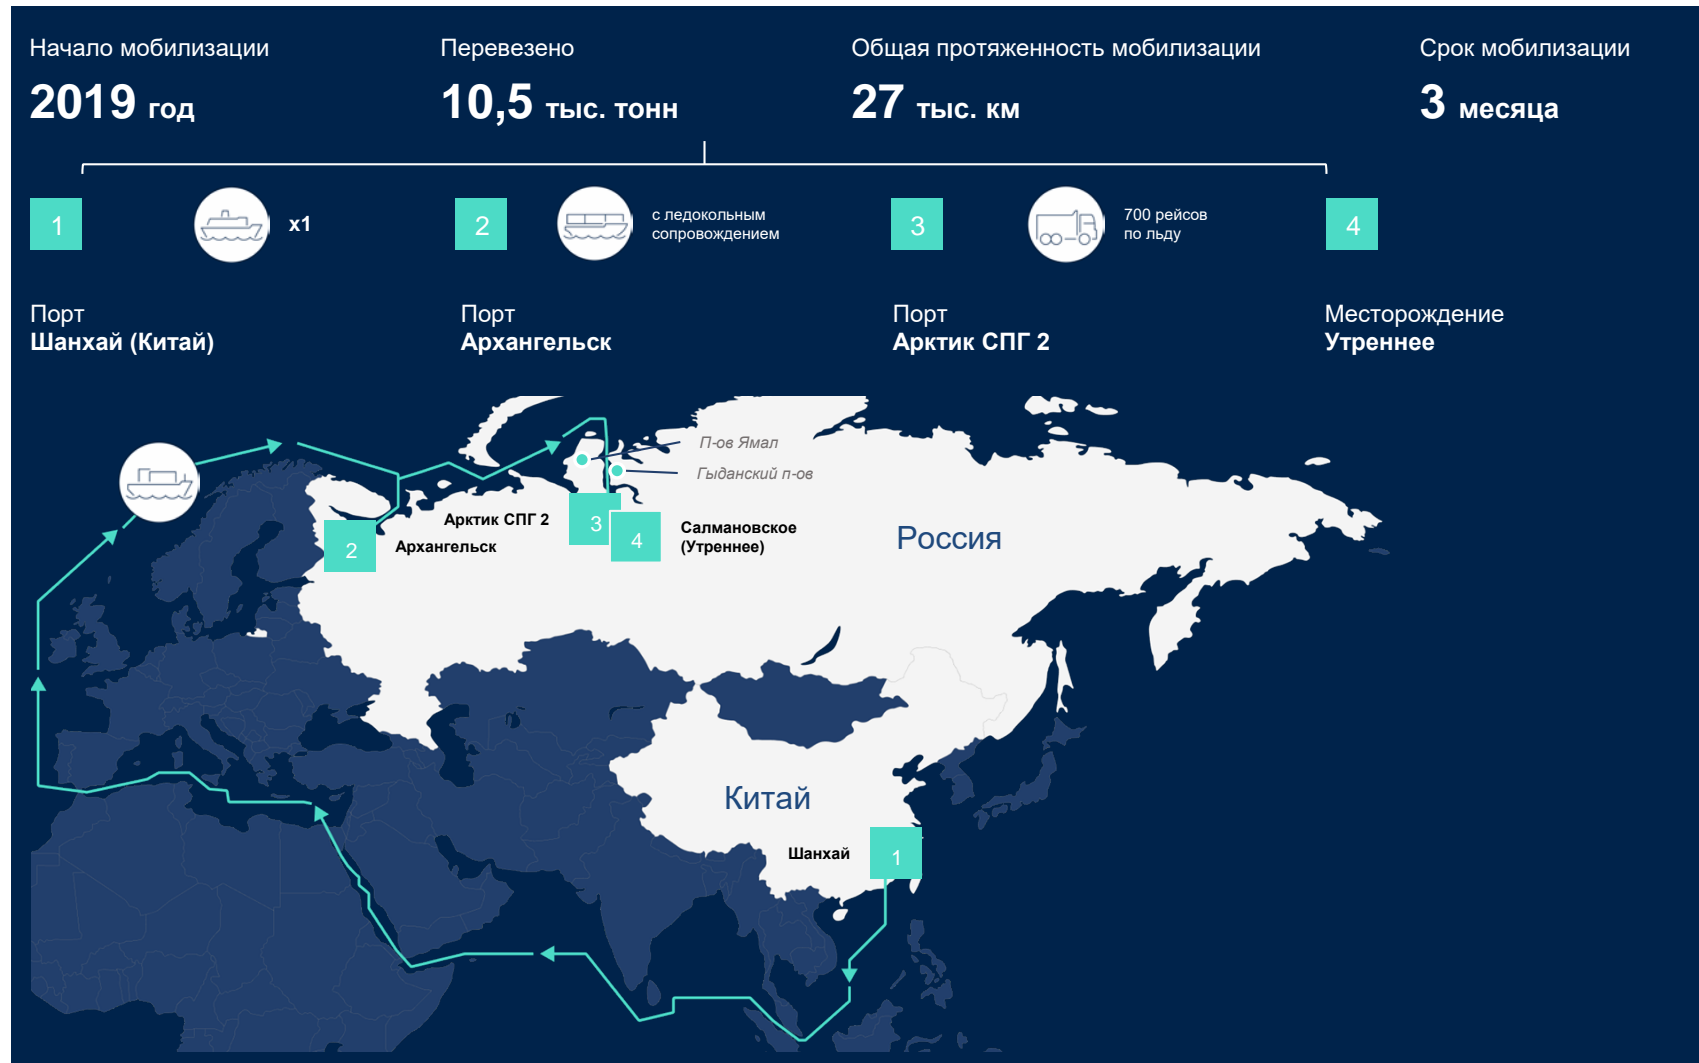 Начало мобилизации
2019 год
Перевезено
10,5 тыс. тонн
Общая протяженность мобилизации
27 тыс. км
Срок мобилизации
3 месяца
1
x1
2
с ледокольным
сопровождением
3
700 рейсов
по льду
4
Порт
Шанхай (Китай)
Порт
Архангельск
Порт
Арктик СПГ 2
Месторождение
Утреннее
П-ов Ямал
Гыданский п-ов
Арктик СПГ 2
3
4
Салмановское
(Утреннее)
2
Архангельск
Россия
Китай
Шанхай
1